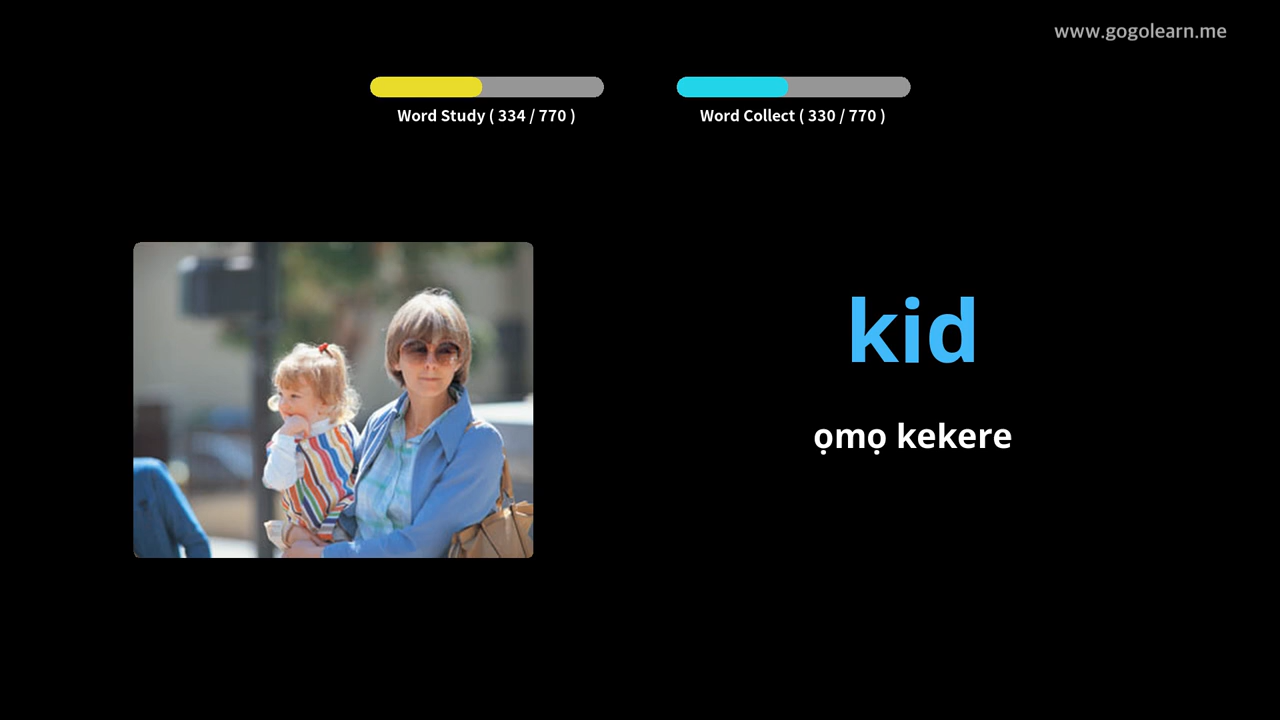 www.gogolearn.me
Word Study ( 334 / 770 )
Word Collect ( 330 / 770 )
kid
ọmọ kekere